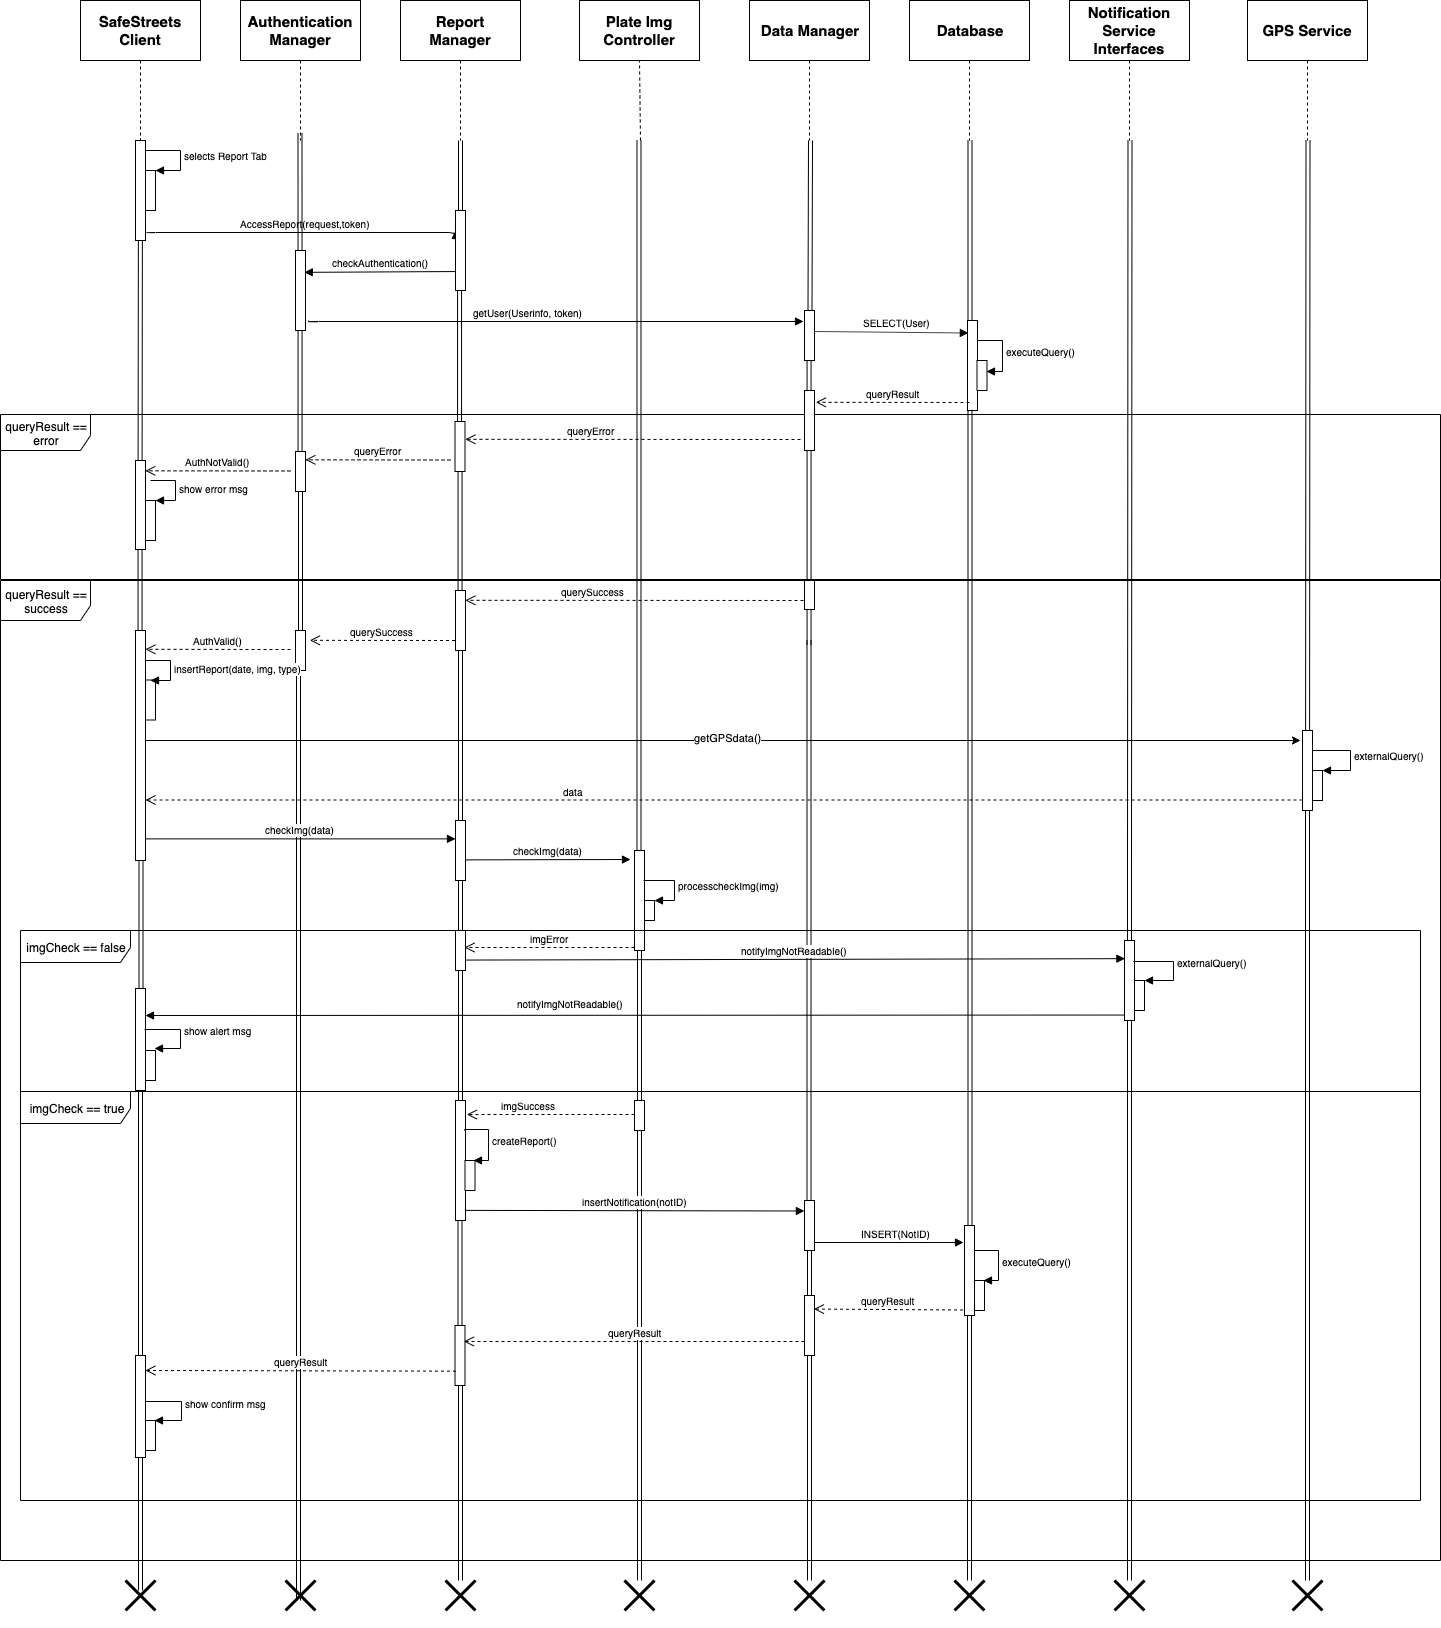 SafeStreets
Client
Authentication
Manager
Report
Manager
Plate Img
Controller
Data Manager
Database
Notification
Service
Interfaces
GPS Service
selects Report Tab
AccessReport(request,token)
checkAuthentication()
getUser(Userinfo, token)
SELECT(User)
executeQuery()
queryResult
queryResult ==
error
queryError
queryError
AuthNotValid()
show error msg
queryResult ==
success
querySuccess
querySuccess
AuthValid()
insertReport(date, img, type)
getGPSdata()
externalQuery()
data
checkImg(data)
checkImg(data)
processcheckImg(img)
imgCheck == false
imgError
notifyImgNotReadable()
externalQuery()
notifyImgNotReadable()
show alert msg
imgCheck == true
imgSuccess
createReport()
insertNotification(notID)
INSERT(NotID)
executeQuery()
queryResult
queryResult
queryResult
show confirm msg